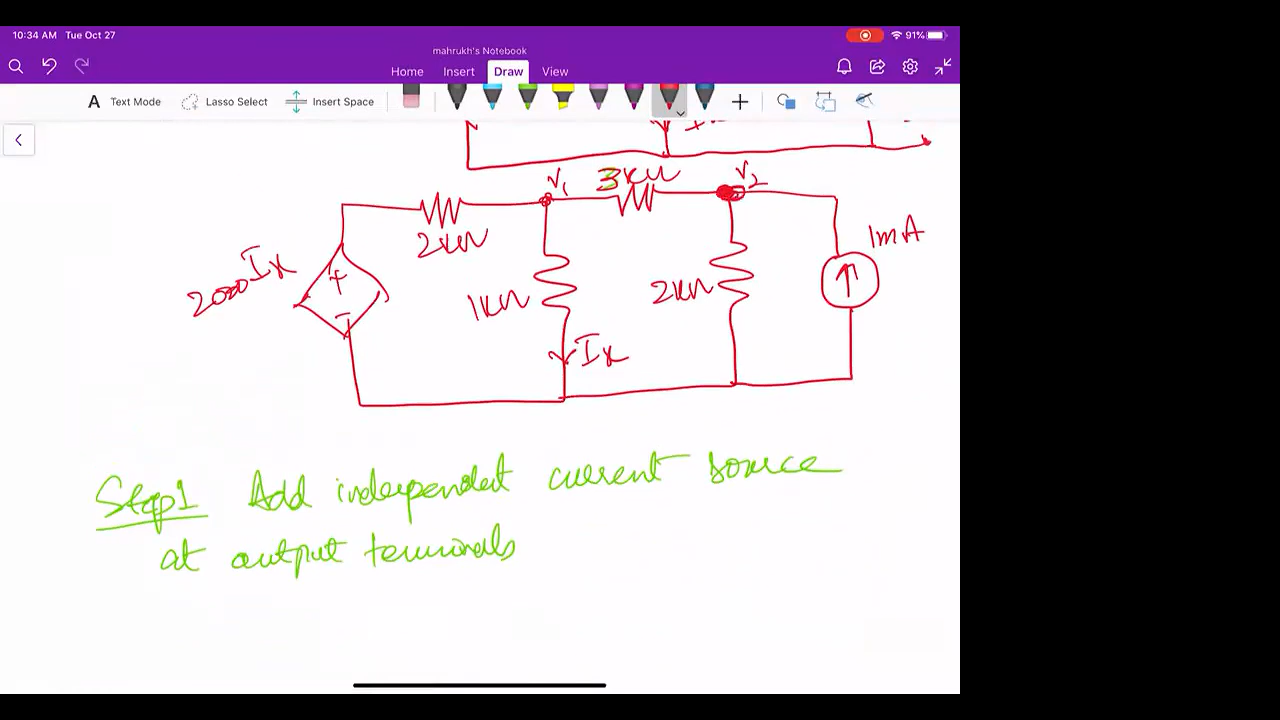 10:34 AM Tue Oct 27
91%
mahrukh's Notebook
Home Insert Draw View
A Text Mode Lasso Select Insert Space
V1 3kΩ V2
2kΩ
1mA
2000Ix + -
1kΩ
2kΩ
Ix
Step1 Add independent current source
at output terminals